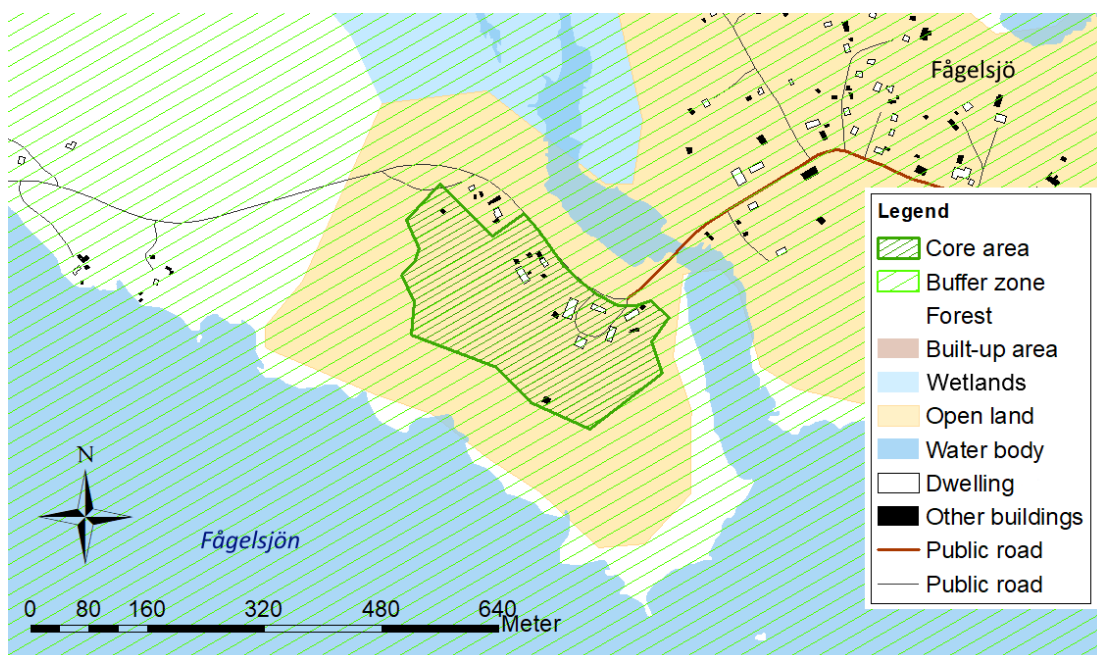 Fågelsjö
Legend
Core area
Buffer zone
Forest
Built-up area
Wetlands
Open land
Water body
Dwelling
Other buildings
Public road
Public road
N
Fågelsjön
0 80 160 320 480 640
Meter